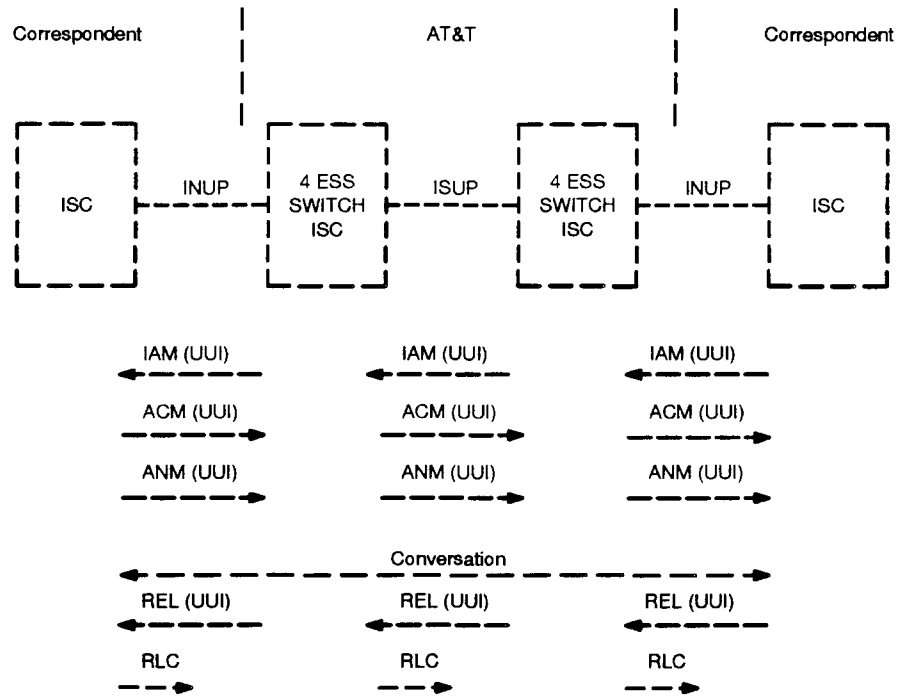 Correspondent AT&T Correspondent
INUP ISUP INUP
ISC
4 ESS
SWITCH
ISC
4 ESS
SWITCH
ISC
ISC
IAM (UUI) IAM (UUI) IAM (UUI)
ACM (UUI) ACM (UUI) ACM (UUI)
ANM (UUI) ANM (UUI) ANM (UUI)
Conversation
REL (UUI) REL (UUI) REL (UUI)
RLC RLC RLC